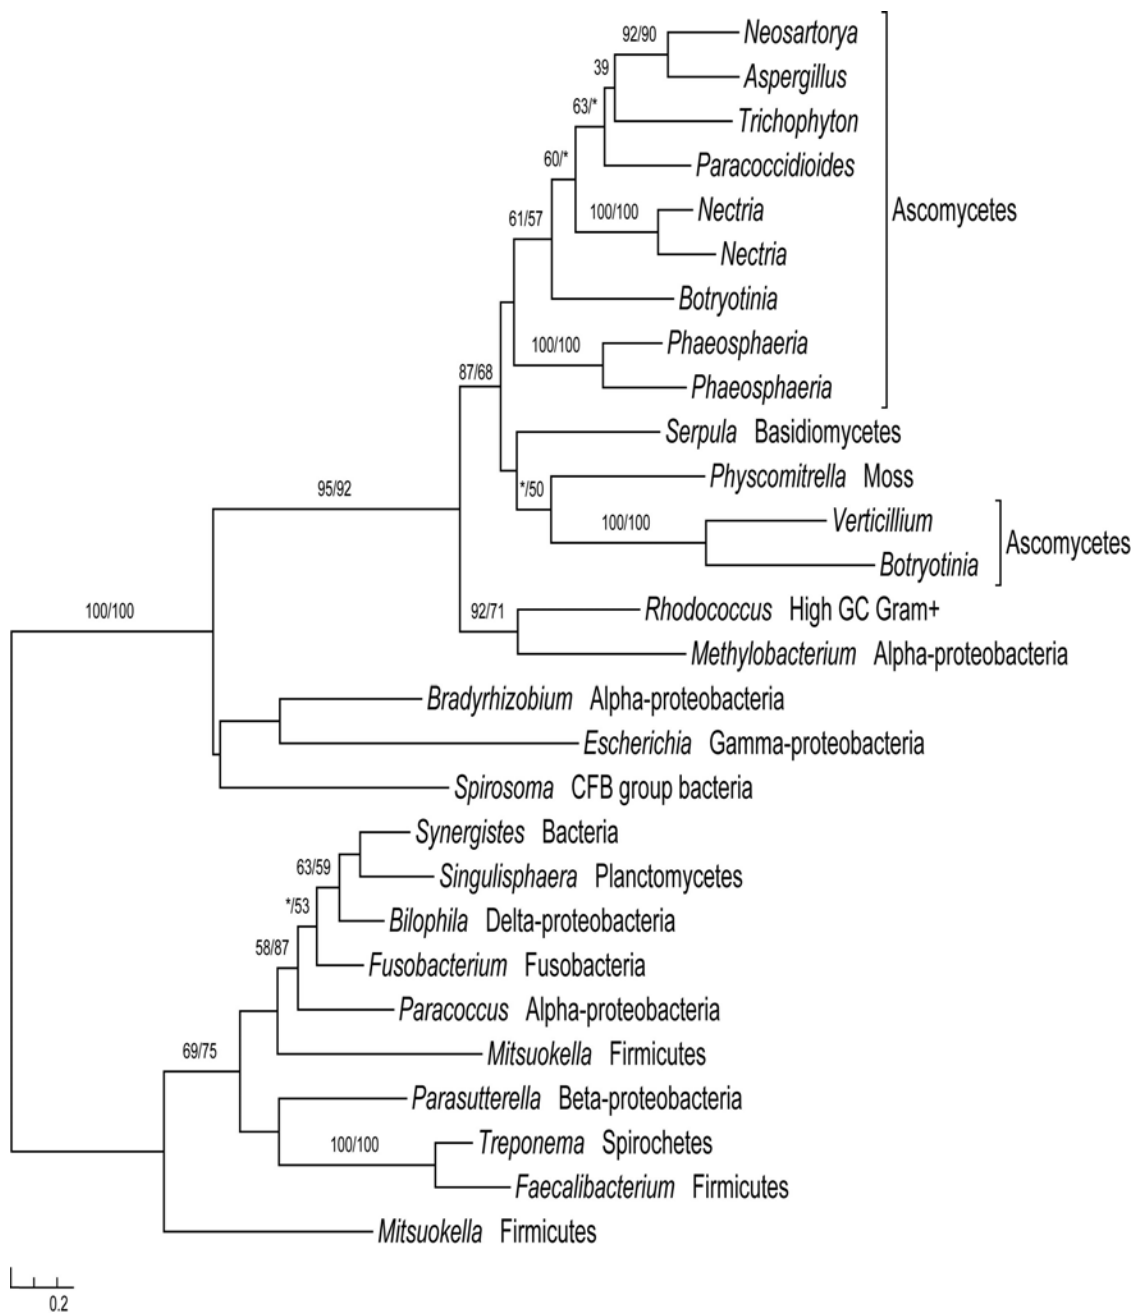 92/90
Neosartorya
39
Aspergillus
63/*
Trichophyton
60/*
Paracoccidioides
61/57
100/100
Nectria
Ascomycetes
Nectria
Botryotinia
100/100
Phaeosphaeria
87/68
Phaeosphaeria
Serpula Basidiomycetes
95/92
*/50
Physcomitrella Moss
100/100
Verticillium
Ascomycetes
Botryotinia
100/100
92/71
Rhodococcus High GC Gram+
Methylobacterium Alpha-proteobacteria
Bradyrhizobium Alpha-proteobacteria
Escherichia Gamma-proteobacteria
Spirosoma CFB group bacteria
Synergistes Bacteria
63/59
Singulisphaera Planctomycetes
*/53
Bilophila Delta-proteobacteria
58/87
Fusobacterium Fusobacteria
Paracoccus Alpha-proteobacteria
69/75
Mitsuokella Firmicutes
Parasutterella Beta-proteobacteria
100/100
Treponema Spirochetes
Faecalibacterium Firmicutes
Mitsuokella Firmicutes
0.2